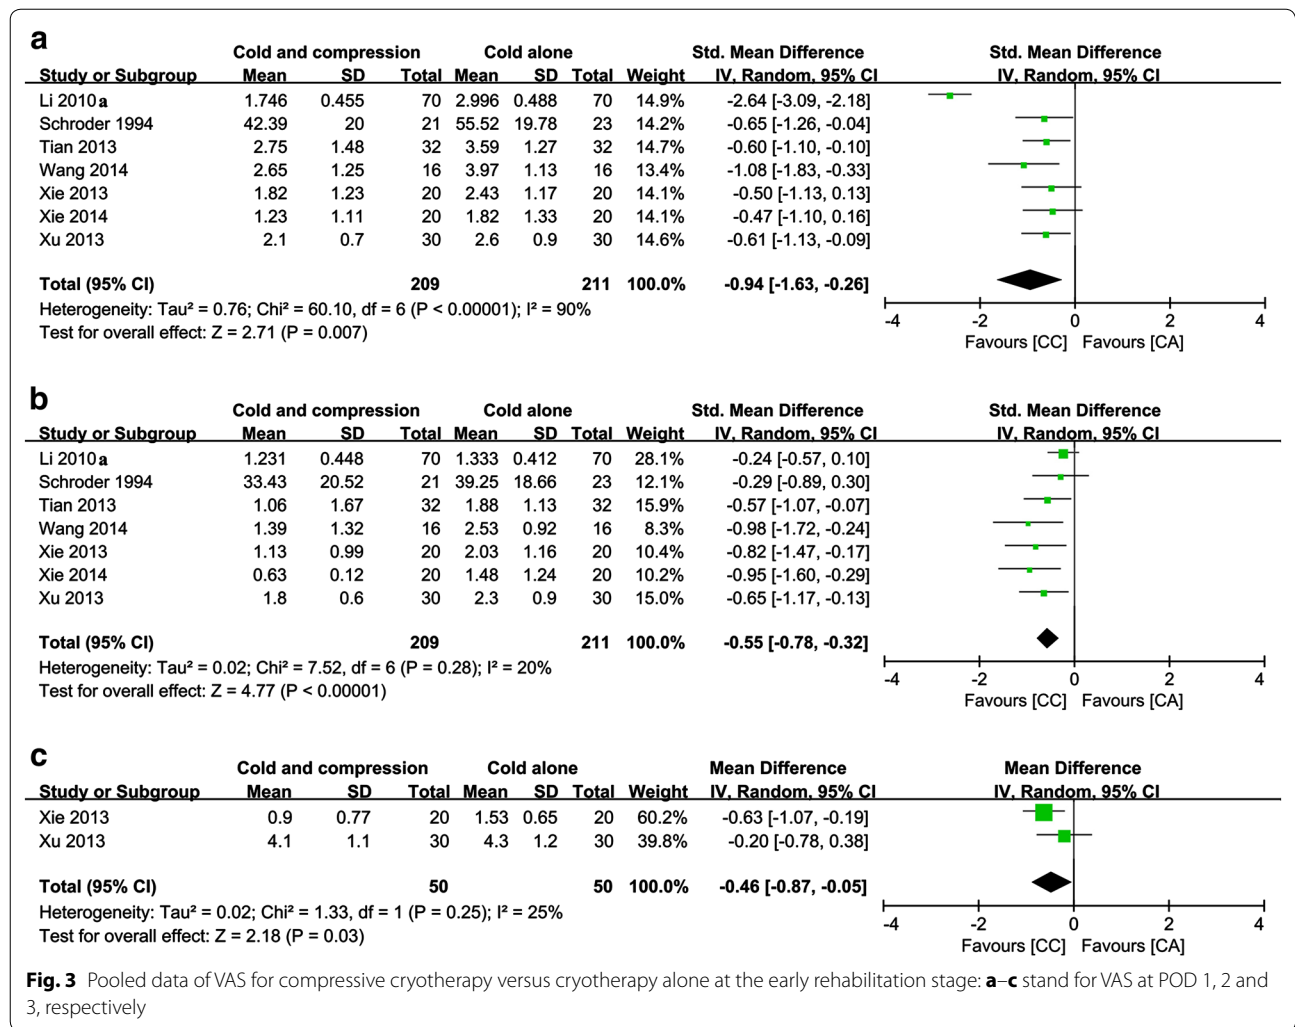 a
Cold and compression Cold alone Std. Mean Difference Std. Mean Difference
Study or Subgroup Mean SD Total Mean SD Total Weight IV, Random, 95% CI IV, Random, 95% CI
Li 2010a 1.746 0.455 70 2.996 0.488 70 14.9% -2.64 [-3.09, -2.18]
Schroder 1994 42.39 20 21 55.52 19.78 23 14.2% -0.65 [-1.26, -0.04]
Tian 2013 2.75 1.48 32 3.59 1.27 32 14.7% -0.60 [-1.10, -0.10]
Wang 2014 2.65 1.25 16 3.97 1.13 16 13.4% -1.08 [-1.83, -0.33]
Xie 2013 1.82 1.23 20 2.43 1.17 20 14.1% -0.50 [-1.13, 0.13]
Xie 2014 1.23 1.11 20 1.82 1.33 20 14.1% -0.47 [-1.10, 0.16]
Xu 2013 2.1 0.7 30 2.6 0.9 30 14.6% -0.61 [-1.13, -0.09]
Total (95% CI) 209 211 100.0% -0.94 [-1.63, -0.26]
Heterogeneity: Tau² = 0.76; Chi² = 60.10, df = 6 (P < 0.00001); I² = 90%
Test for overall effect: Z = 2.71 (P = 0.007)
-4 -2 0 2 4
Favours [CC] Favours [CA]
b
Cold and compression Cold alone Std. Mean Difference Std. Mean Difference
Study or Subgroup Mean SD Total Mean SD Total Weight IV, Random, 95% CI IV, Random, 95% CI
Li 2010a 1.231 0.448 70 1.333 0.412 70 28.1% -0.24 [-0.57, 0.10]
Schroder 1994 33.43 20.52 21 39.25 18.66 23 12.1% -0.29 [-0.89, 0.30]
Tian 2013 1.06 1.67 32 1.88 1.13 32 15.9% -0.57 [-1.07, -0.07]
Wang 2014 1.39 1.32 16 2.53 0.92 16 8.3% -0.98 [-1.72, -0.24]
Xie 2013 1.13 0.99 20 2.03 1.16 20 10.4% -0.82 [-1.47, -0.17]
Xie 2014 0.63 0.12 20 1.48 1.24 20 10.2% -0.95 [-1.60, -0.29]
Xu 2013 1.8 0.6 30 2.3 0.9 30 15.0% -0.65 [-1.17, -0.13]
Total (95% CI) 209 211 100.0% -0.55 [-0.78, -0.32]
Heterogeneity: Tau² = 0.02; Chi² = 7.52, df = 6 (P = 0.28); I² = 20%
Test for overall effect: Z = 4.77 (P < 0.00001)
-4 -2 0 2 4
Favours [CC] Favours [CA]
c
Cold and compression Cold alone Mean Difference Mean Difference
Study or Subgroup Mean SD Total Mean SD Total Weight IV, Random, 95% CI IV, Random, 95% CI
Xie 2013 0.9 0.77 20 1.53 0.65 20 60.2% -0.63 [-1.07, -0.19]
Xu 2013 4.1 1.1 30 4.3 1.2 30 39.8% -0.20 [-0.78, 0.38]
Total (95% CI) 50 50 100.0% -0.46 [-0.87, -0.05]
Heterogeneity: Tau² = 0.02; Chi² = 1.33, df = 1 (P = 0.25); I² = 25%
Test for overall effect: Z = 2.18 (P = 0.03)
-4 -2 0 2 4
Favours [CC] Favours [CA]
Fig. 3 Pooled data of VAS for compressive cryotherapy versus cryotherapy alone at the early rehabilitation stage: a–c stand for VAS at POD 1, 2 and
3, respectively